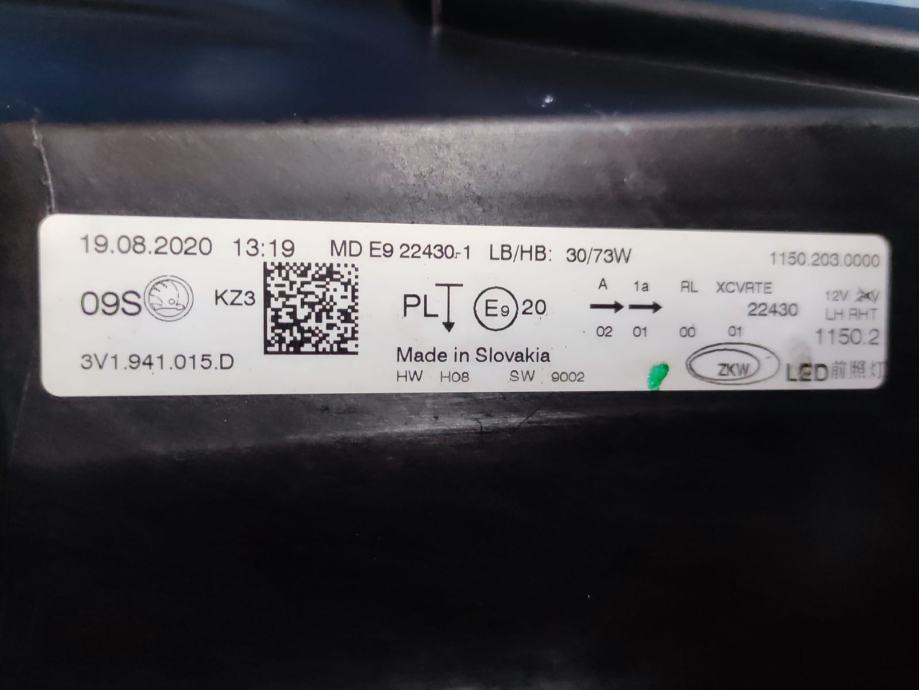 19.08.2020 13:19 MD E9 22430-1 LB/HB: 30/73W 1150.203.0000
09S KZ3 PL E9 20 A 1a RL XCVRTE 12V 24V
22430 LH RHT
02 01 00 01 1150.2
3V1.941.015.D Made in Slovakia ZKW LED前照灯
HW H08 SW 9002